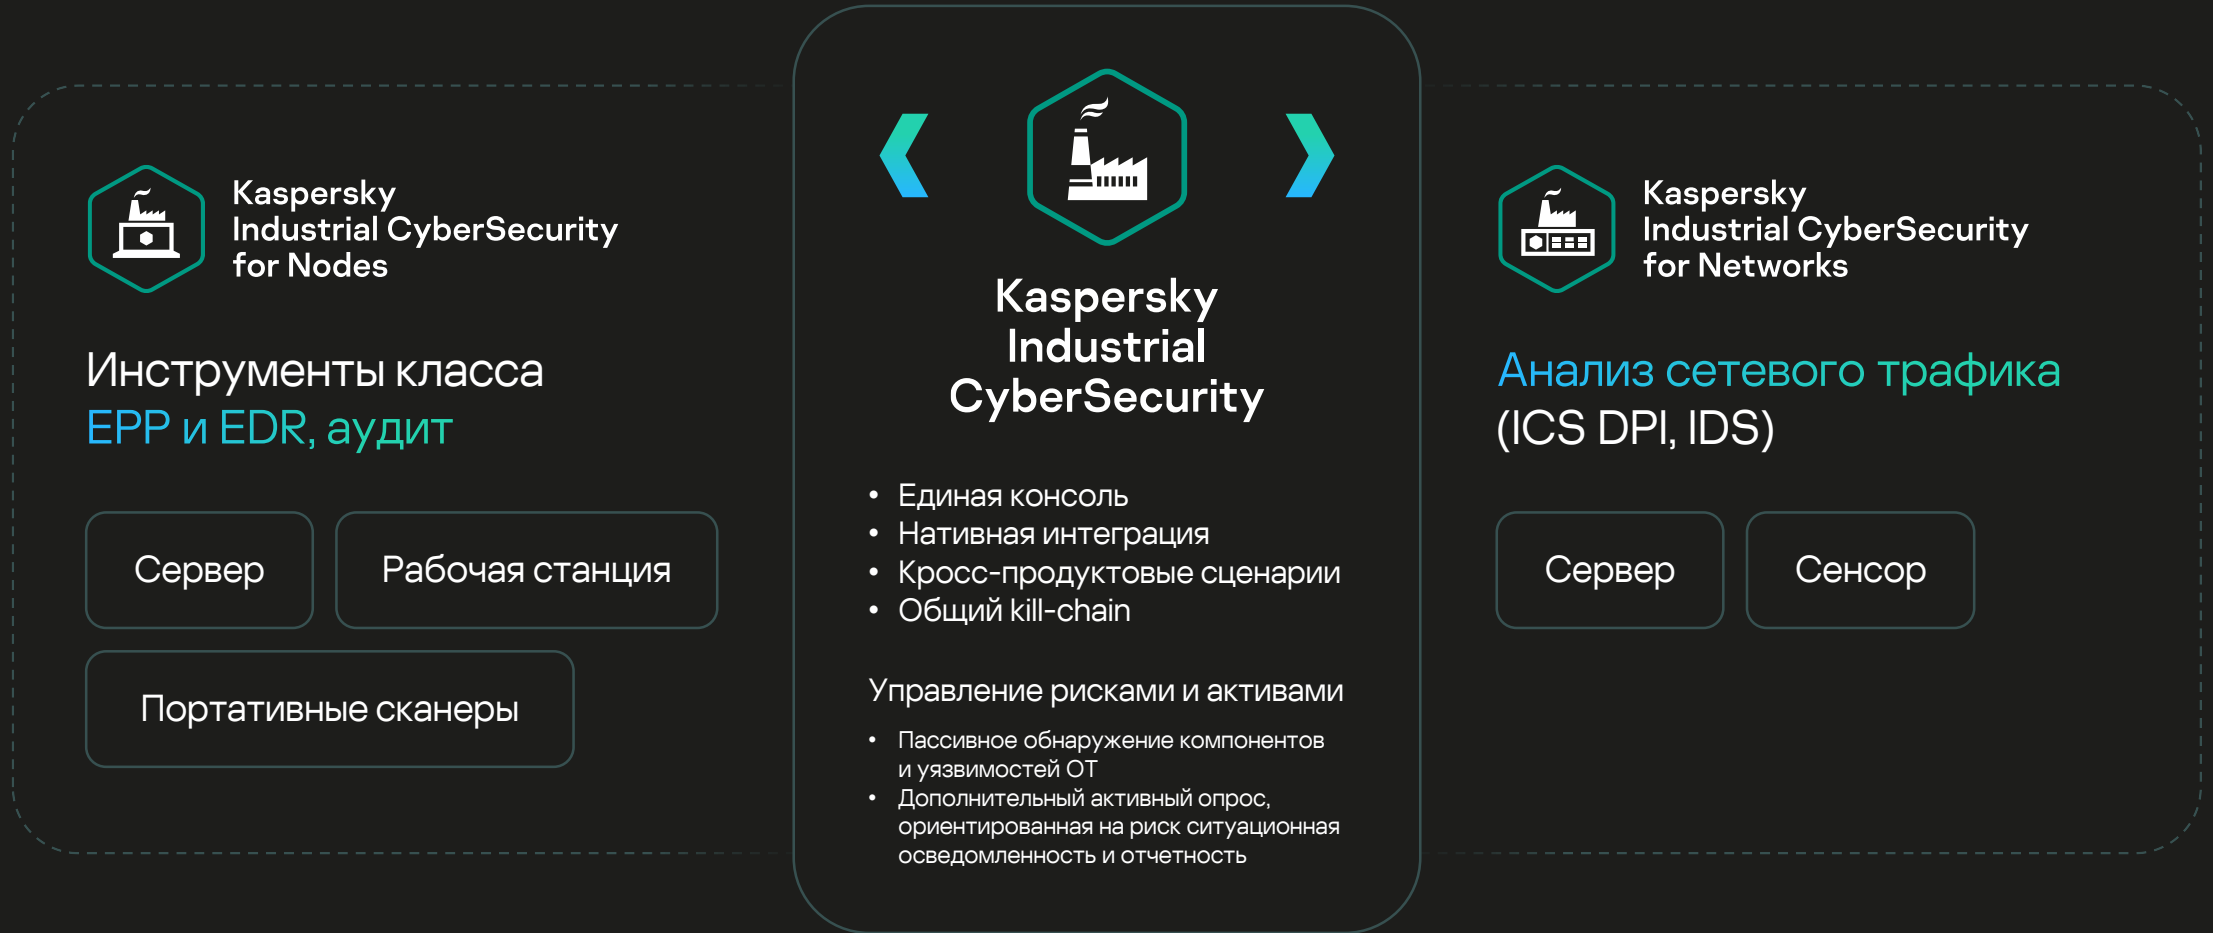 Kaspersky
Industrial CyberSecurity
for Nodes
Инструменты класса
EPP и EDR, аудит
Сервер
Рабочая станция
Портативные сканеры
Kaspersky
Industrial
CyberSecurity
• Единая консоль
• Нативная интеграция
• Кросс-продуктовые сценарии
• Общий kill-chain
Управление рисками и активами
• Пассивное обнаружение компонентов
и уязвимостей ОТ
• Дополнительный активный опрос,
ориентированная на риск ситуационная
осведомленность и отчетность
Kaspersky
Industrial CyberSecurity
for Networks
Анализ сетевого трафика
(ICS DPI, IDS)
Сервер
Сенсор